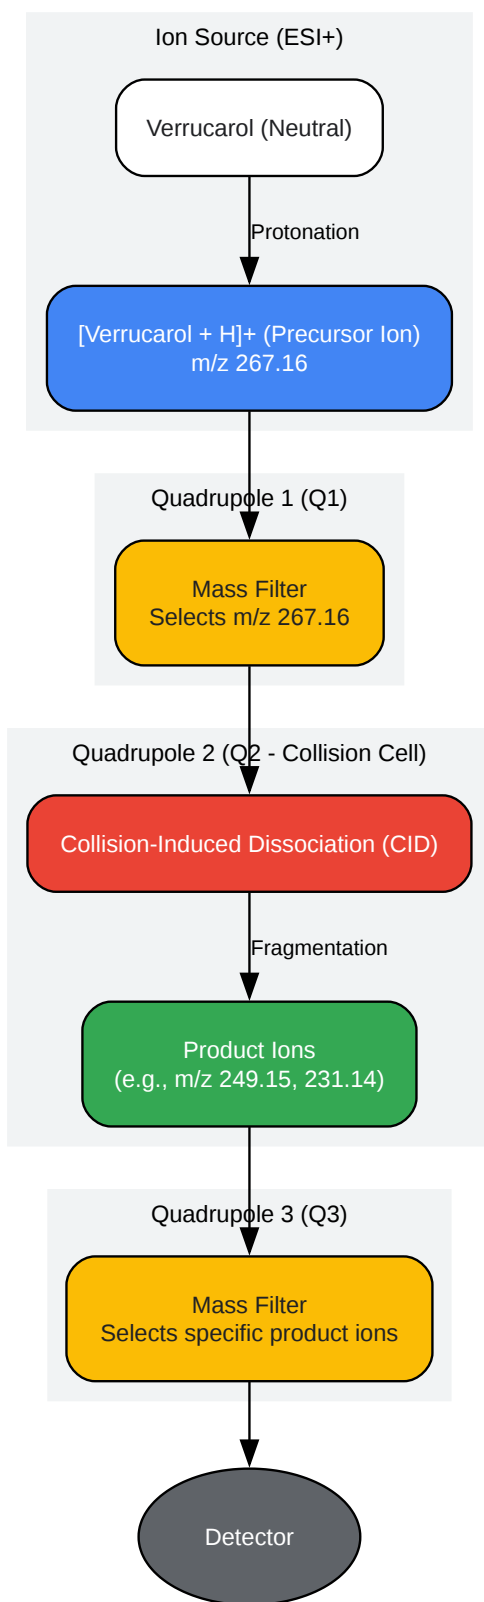 Ion Source (ESI+)
Verrucarol (Neutral)
Protonation
[Verrucarol + H]+ (Precursor Ion)
m/z 267.16
Quadrupole 1 (Q1)
Mass Filter
Selects m/z 267.16
Quadrupole 2 (Q2 - Collision Cell)
Collision-Induced Dissociation (CID)
Fragmentation
Product Ions
(e.g., m/z 249.15, 231.14)
Quadrupole 3 (Q3)
Mass Filter
Selects specific product ions
Detector